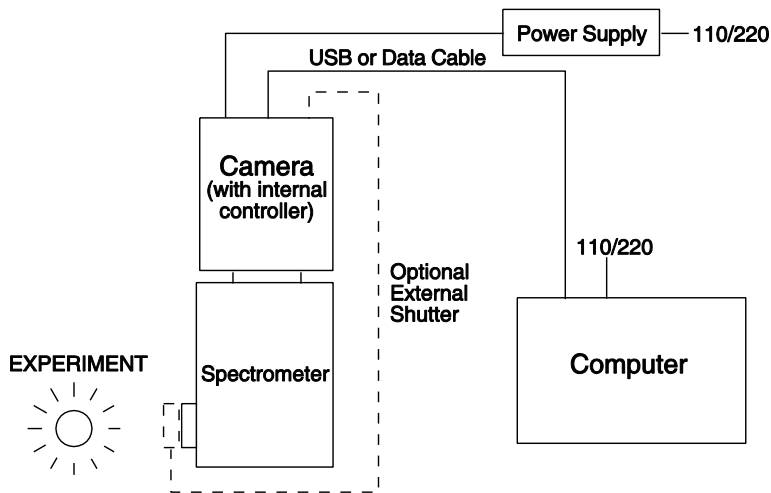 Power Supply
110/220
USB or Data Cable
Camera
(with internal
controller)
110/220
Optional
External
Shutter
EXPERIMENT
Spectrometer
Computer